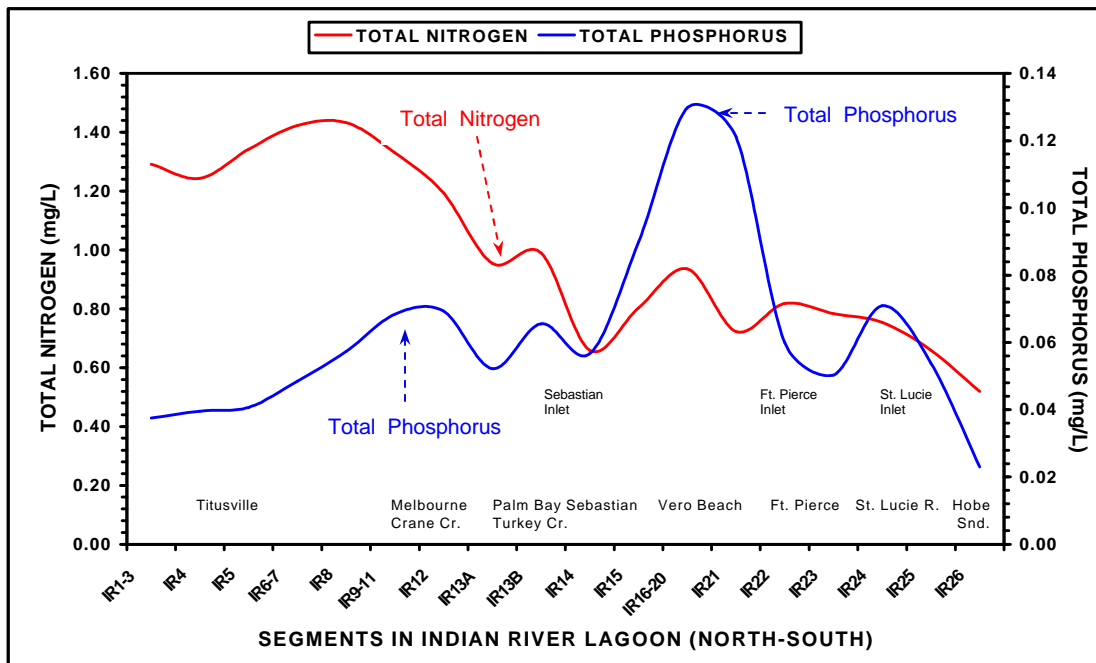 TOTAL NITROGEN TOTAL PHOSPHORUS
1.60
1.40
1.20
1.00
0.80
0.60
0.40
0.20
0.00
TOTAL NITROGEN (mg/L)
0.14
0.12
0.10
0.08
0.06
0.04
0.02
0.00
TOTAL PHOSPHORUS (mg/L)
Total Nitrogen
Total Phosphorus
Total Phosphorus
Sebastian
Inlet
Ft. Pierce
Inlet
St. Lucie
Inlet
Titusville
Melbourne
Crane Cr.
Palm Bay
Turkey Cr.
Sebastian
Vero Beach
Ft. Pierce
St. Lucie R.
Hobe
Snd.
IR1-3
IR4
IR5
IR6-7
IR8
IR9-11
IR12
IR13A
IR13B
IR14
IR15
IR16-20
IR21
IR22
IR23
IR24
IR25
IR26
SEGMENTS IN INDIAN RIVER LAGOON (NORTH-SOUTH)